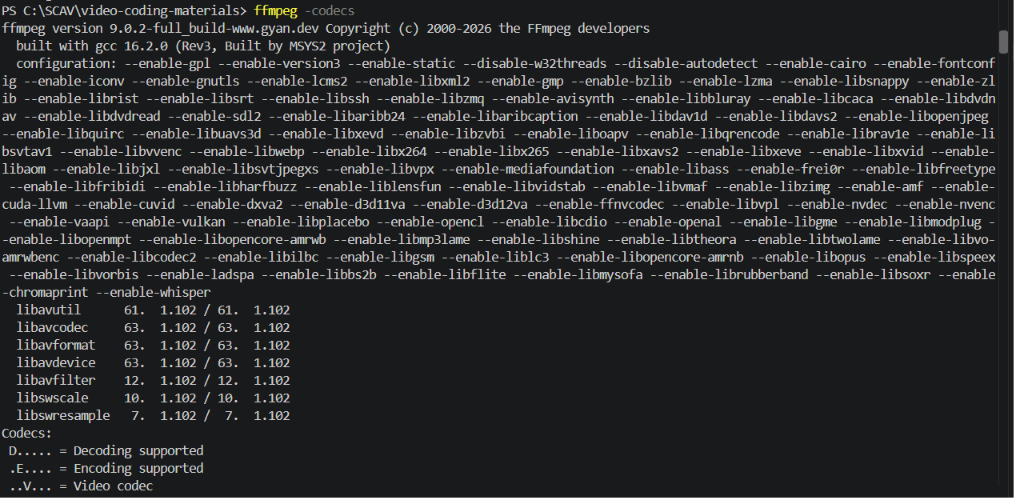 PS C:\SCAV\video-coding-materials> ffmpeg -codecs
ffmpeg version 9.0.2-full_build-www.gyan.dev Copyright (c) 2000-2026 the FFmpeg developers
  built with gcc 16.2.0 (Rev3, Built by MSYS2 project)
  configuration: --enable-gpl --enable-version3 --enable-static --disable-w32threads --disable-autodetect --enable-cairo --enable-fontconf
ig --enable-iconv --enable-gnutls --enable-lcms2 --enable-libxml2 --enable-gmp --enable-bzlib --enable-lzma --enable-libsnappy --enable-zl
ib --enable-librist --enable-libsrt --enable-libssh --enable-libzmq --enable-avisynth --enable-libbluray --enable-libcaca --enable-libdvdn
av --enable-libdvdread --enable-sdl2 --enable-libaribb24 --enable-libaribcaption --enable-libdav1d --enable-libdavs2 --enable-libopenjpeg
--enable-libquirc --enable-libuavs3d --enable-libxevd --enable-libzvbi --enable-liboapv --enable-libqrencode --enable-librav1e --enable-li
bsvtav1 --enable-libvvenc --enable-libwebp --enable-libx264 --enable-libx265 --enable-libxavs2 --enable-libxeve --enable-libxvid --enable-
libaom --enable-libjxl --enable-libsvtjpegxs --enable-libvpx --enable-mediafoundation --enable-libass --enable-frei0r --enable-libfreetype
 --enable-libfribidi --enable-libharfbuzz --enable-liblensfun --enable-libvidstab --enable-libvmaf --enable-libzimg --enable-amf --enable-
cuda-llvm --enable-cuvid --enable-dxva2 --enable-d3d11va --enable-d3d12va --enable-ffnvcodec --enable-libvpl --enable-nvdec --enable-nvenc
 --enable-vaapi --enable-vulkan --enable-libplacebo --enable-opencl --enable-libcdio --enable-openal --enable-libgme --enable-libmodplug -
-enable-libopenmpt --enable-libopencore-amrwb --enable-libmp3lame --enable-libshine --enable-libtheora --enable-libtwolame --enable-libvo-
amrwbenc --enable-libcodec2 --enable-libilbc --enable-libgsm --enable-liblc3 --enable-libopencore-amrnb --enable-libopus --enable-libspeex
 --enable-libvorbis --enable-ladspa --enable-libbs2b --enable-libflite --enable-libmysofa --enable-librubberband --enable-libsoxr --enable
-chromaprint --enable-whisper
  libavutil      61.  1.102 / 61.  1.102
  libavcodec     63.  1.102 / 63.  1.102
  libavformat    63.  1.102 / 63.  1.102
  libavdevice    63.  1.102 / 63.  1.102
  libavfilter    12.  1.102 / 12.  1.102
  libswscale     10.  1.102 / 10.  1.102
  libswresample   7.  1.102 /  7.  1.102
Codecs:
 D..... = Decoding supported
 .E.... = Encoding supported
 ..V... = Video codec